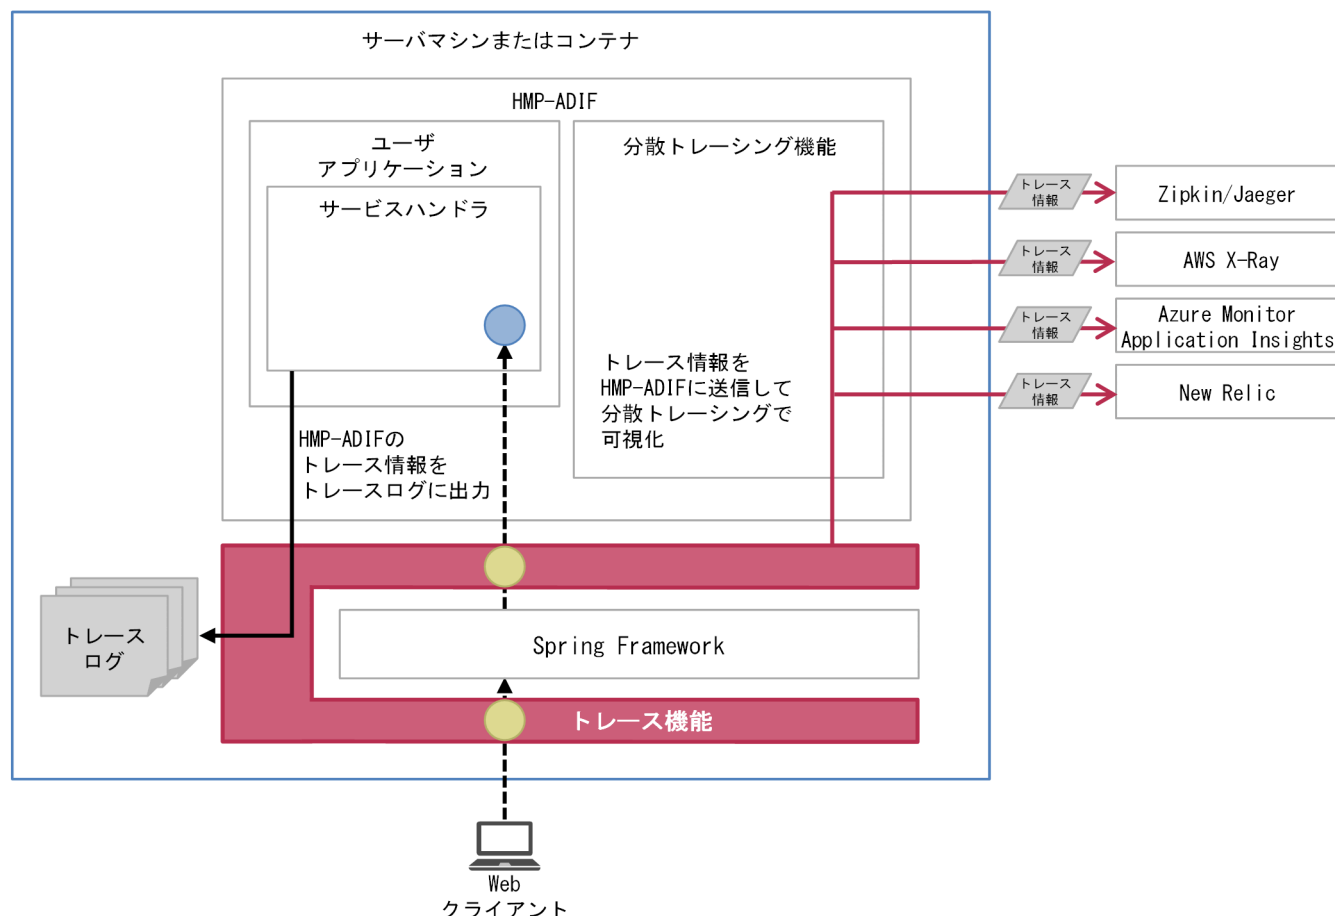 サーバマシンまたはコンテナ
HMP-ADIF
ユーザ
アプリケーション
サービスハンドラ
分散トレーシング機能
トレース情報を
HMP-ADIFに送信して
分散トレーシングで
可視化
HMP-ADIFの
トレース情報を
トレースログに出力
トレース
情報
Zipkin/Jaeger
トレース
情報
AWS X-Ray
トレース
情報
Azure Monitor
Application Insights
トレース
情報
New Relic
トレース
ログ
Spring Framework
トレース機能
Web
クライアント